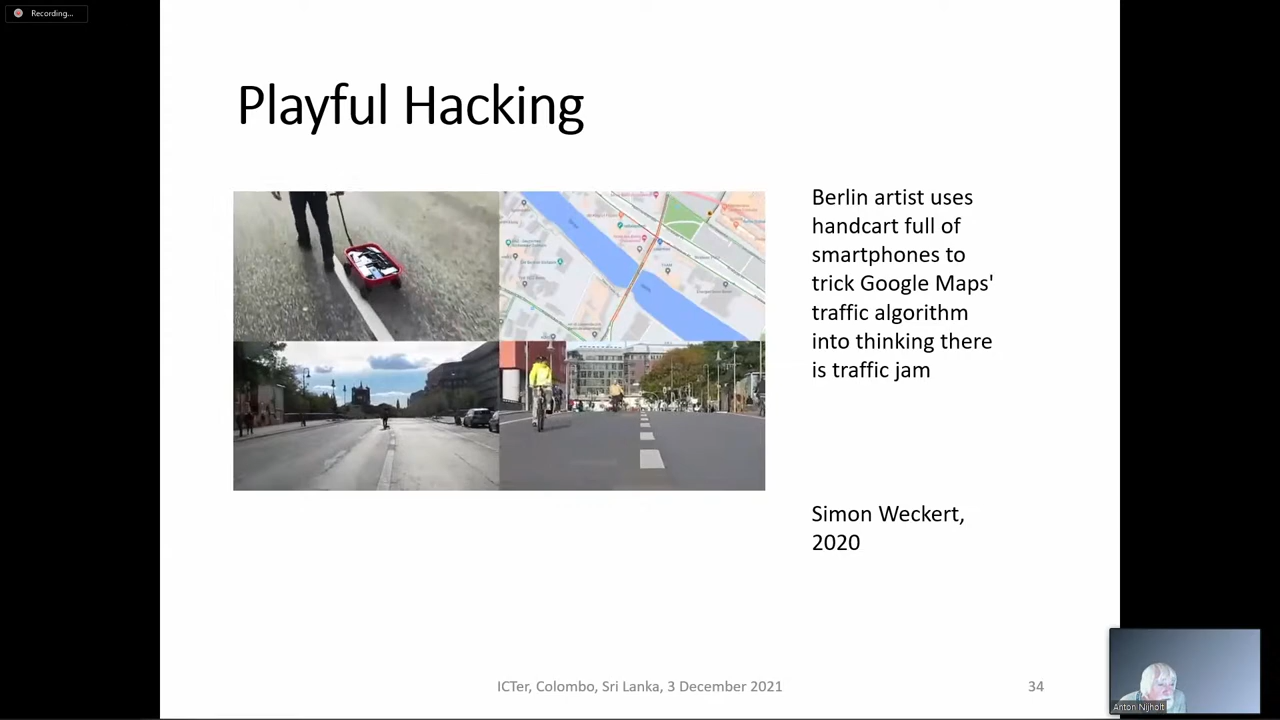 Recording...
Playful Hacking
Berlin artist uses
handcart full of
smartphones to
trick Google Maps'
traffic algorithm
into thinking there
is traffic jam
Simon Weckert,
2020
ICTer, Colombo, Sri Lanka, 3 December 2021
34
Anton Nijholt